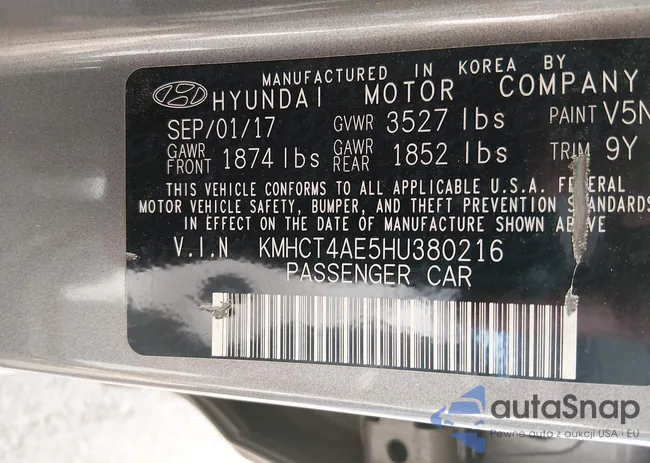 MANUFACTURED IN KOREA BY
HYUNDAI MOTOR COMPANY
SEP/01/17 GVWR 3527 lbs PAINT V5N
GAWR FRONT 1874 lbs GAWR REAR 1852 lbs TRIM 9Y
THIS VEHICLE CONFORMS TO ALL APPLICABLE U.S.A. FEDERAL
MOTOR VEHICLE SAFETY, BUMPER, AND THEFT PREVENTION STANDARDS
IN EFFECT ON THE DATE OF MANUFACTURE SHOWN ABOVE
V.I.N KMHCT4AE5HU380216
PASSENGER CAR
autaSnap
Pewne auta z aukcji USA i EU